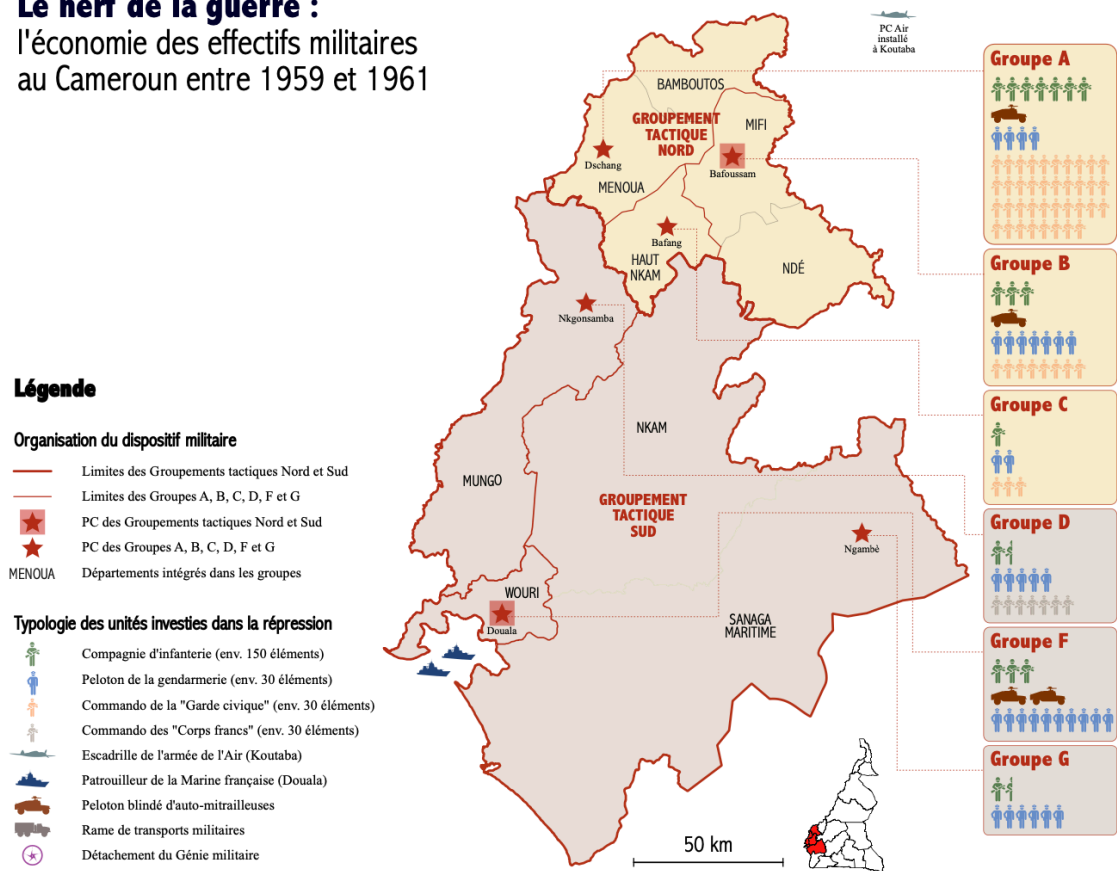 Le nerf de la guerre :
l'économie des effectifs militaires
au Cameroun entre 1959 et 1961
PC Air
installé
à Koutaba
BAMBOUTOS
GROUPEMENT
TACTIQUE
NORD
MIFI
Dschang
Bafoussam
MENOUA
Bafang
HAUT
NKAM
NDÉ
Nkgonsamba
NKAM
MUNGO
GROUPEMENT
TACTIQUE
SUD
Ngambè
WOURI
Douala
SANAGA
MARITIME
50 km
Groupe A
Groupe B
Groupe C
Groupe D
Groupe F
Groupe G
Légende
Organisation du dispositif militaire
Limites des Groupements tactiques Nord et Sud
Limites des Groupes A, B, C, D, F et G
PC des Groupements tactiques Nord et Sud
PC des Groupes A, B, C, D, F et G
MENOUA Départements intégrés dans les groupes
Typologie des unités investies dans la répression
Compagnie d'infanterie (env. 150 éléments)
Peloton de la gendarmerie (env. 30 éléments)
Commando de la "Garde civique" (env. 30 éléments)
Commando des "Corps francs" (env. 30 éléments)
Escadrille de l'armée de l'Air (Koutaba)
Patrouilleur de la Marine française (Douala)
Peloton blindé d'auto-mitrailleuses
Rame de transports militaires
Détachement du Génie militaire